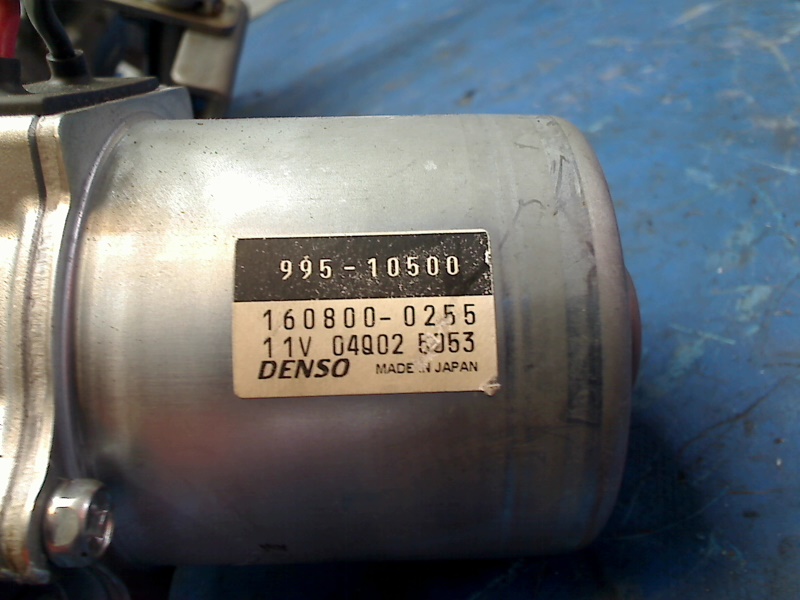 995-10500
160800-0255
11V 04Q02
DENSO MADE IN JAPAN